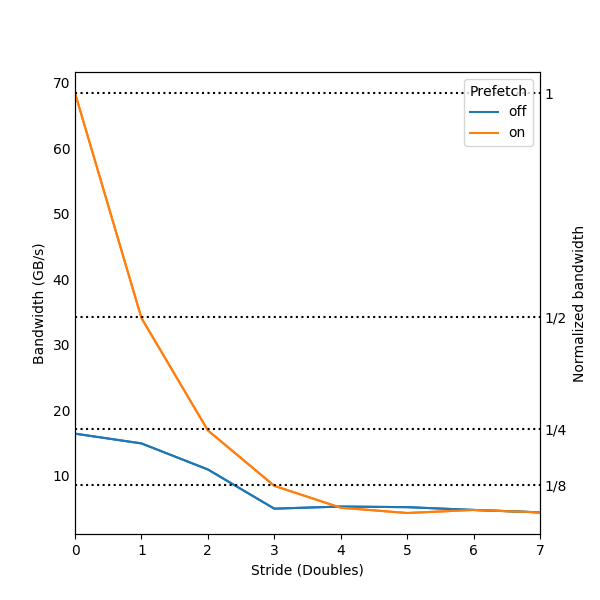 Prefetch
off
on
Bandwidth (GB/s)
70
60
50
40
30
20
10
1
1/2
1/4
1/8
Normalized bandwidth
0 1 2 3 4 5 6 7
Stride (Doubles)